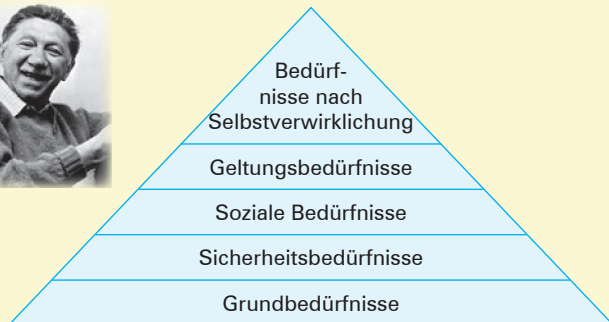 Bedürf-
nisse nach
Selbstverwirklichung
Geltungsbedürfnisse
Soziale Bedürfnisse
Sicherheitsbedürfnisse
Grundbedürfnisse